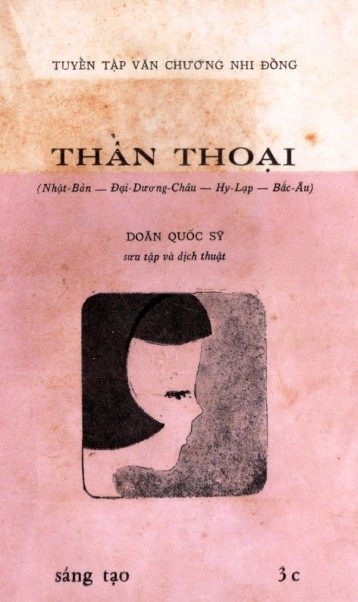 TUYỂN TẬP VĂN CHƯƠNG NHI ĐỒNG
THẦN THOẠI
(Nhật-Bản — Đại-Dương-Châu — Hy-Lạp — Bắc-Âu)
DOÃN QUỐC SỸ
sưu tập và dịch thuật
sáng tạo 3 c